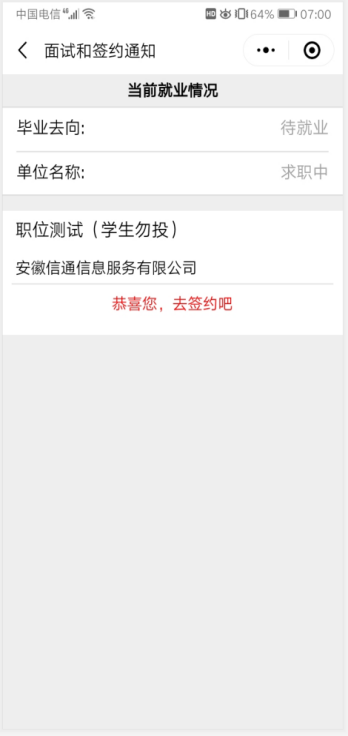 中国电信 4G HD 64% 07:00
面试和签约通知
当前就业情况
毕业去向: 待就业
单位名称: 求职中
职位测试（学生勿投）
安徽信通信息服务有限公司
恭喜您，去签约吧